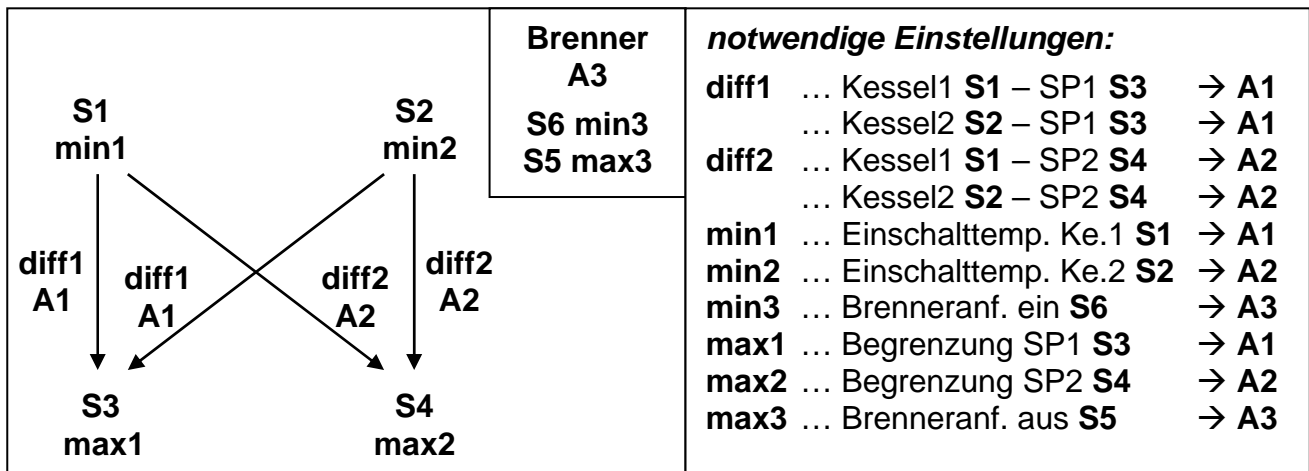 S1
min1
S2
min2
diff1
A1
diff1
A1
diff2
A2
diff2
A2
S3
max1
S4
max2
Brenner
A3
S6 min3
S5 max3
notwendige Einstellungen:
diff1 … Kessel1 S1 – SP1 S3 → A1
… Kessel2 S2 – SP1 S3 → A1
diff2 … Kessel1 S1 – SP2 S4 → A2
… Kessel2 S2 – SP2 S4 → A2
min1 … Einschalttemp. Ke.1 S1 → A1
min2 … Einschalttemp. Ke.2 S2 → A2
min3 … Brenneranf. ein S6 → A3
max1 … Begrenzung SP1 S3 → A1
max2 … Begrenzung SP2 S4 → A2
max3 … Brenneranf. aus S5 → A3